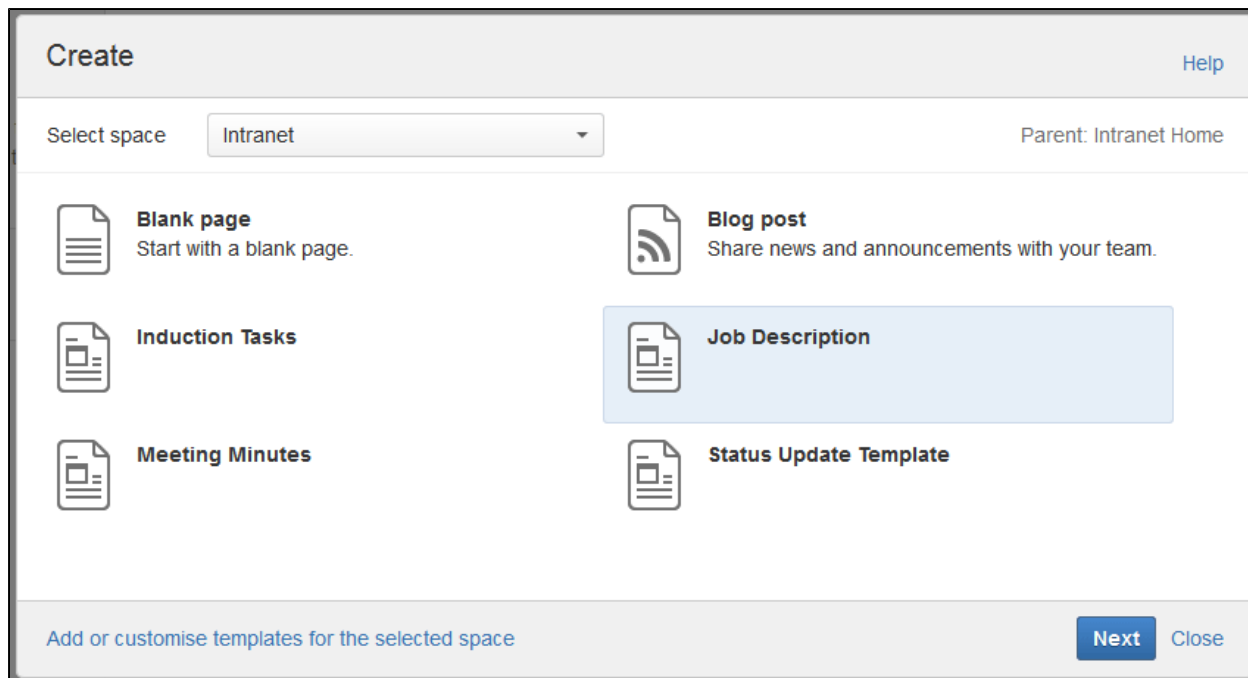 Create
Help
Select space
Intranet
Parent: Intranet Home
Blank page
Start with a blank page.
Blog post
Share news and announcements with your team.
Induction Tasks
Job Description
Meeting Minutes
Status Update Template
Add or customise templates for the selected space
Next
Close